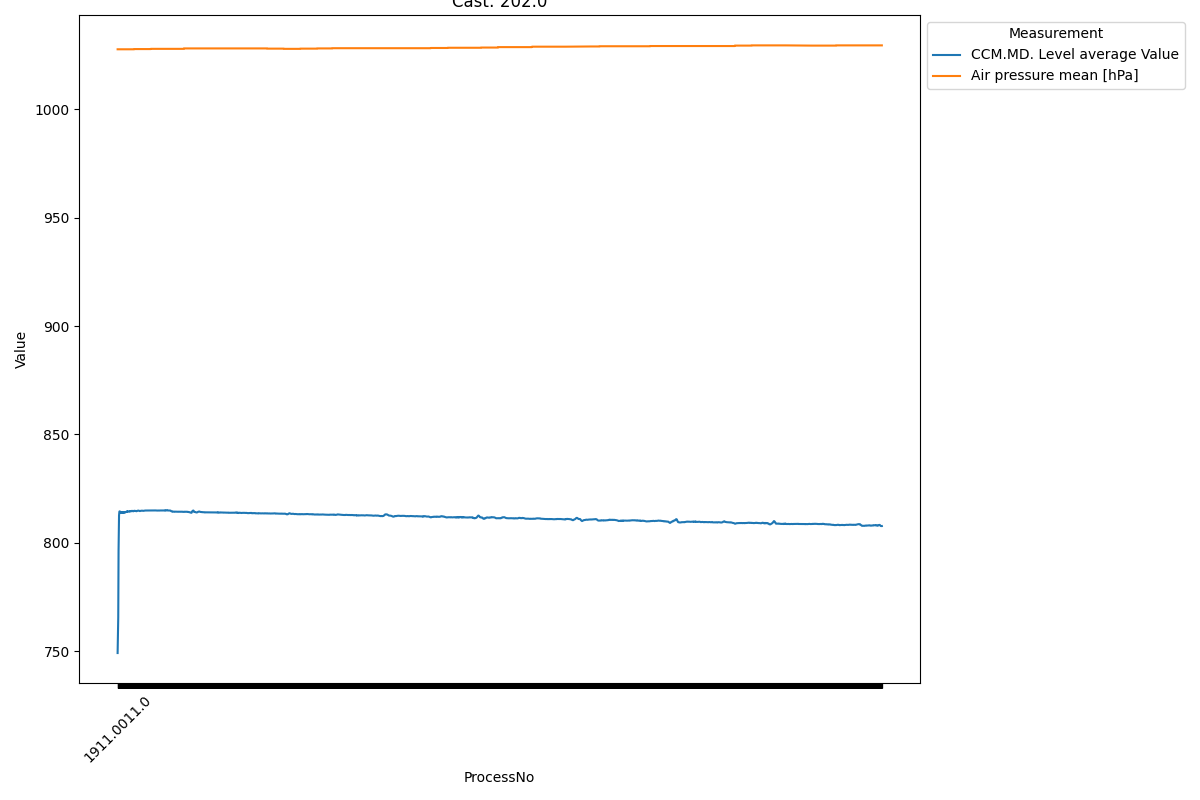 Cast: 202.0
Measurement
CCM.MD. Level average Value
Air pressure mean [hPa]
1000
950
900
850
800
750
Value
1911.0011.0
ProcessNo